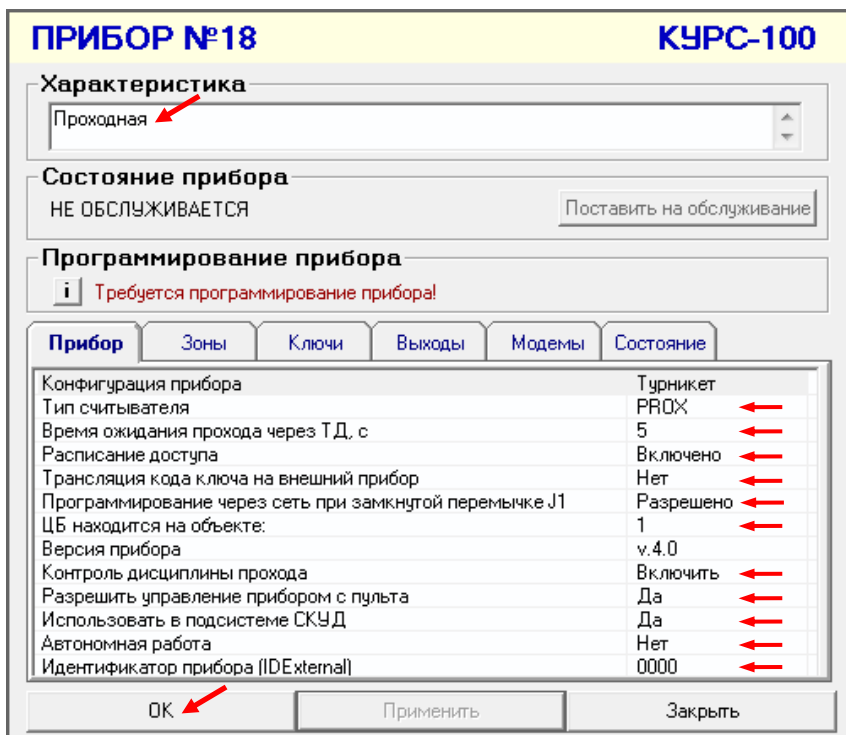 ПРИБОР №18 КУРС-100
Характеристика
Проходная
Состояние прибора
НЕ ОБСЛУЖИВАЕТСЯ Поставить на обслуживание
Программирование прибора
i Требуется программирование прибора!
Прибор Зоны Ключи Выходы Модемы Состояние
Конфигурация прибора Турникет
Тип считывателя PROX
Время ожидания прохода через ТД, с 5
Расписание доступа Включено
Трансляция кода ключа на внешний прибор Нет
Программирование через сеть при замкнутой перемычке J1 Разрешено
ЦБ находится на объекте: 1
Версия прибора v.4.0
Контроль дисциплины прохода Включить
Разрешить управление прибором с пульта Да
Использовать в подсистеме СКУД Да
Автономная работа Нет
Идентификатор прибора (IDExternal) 0000
OK Применить Закрыть